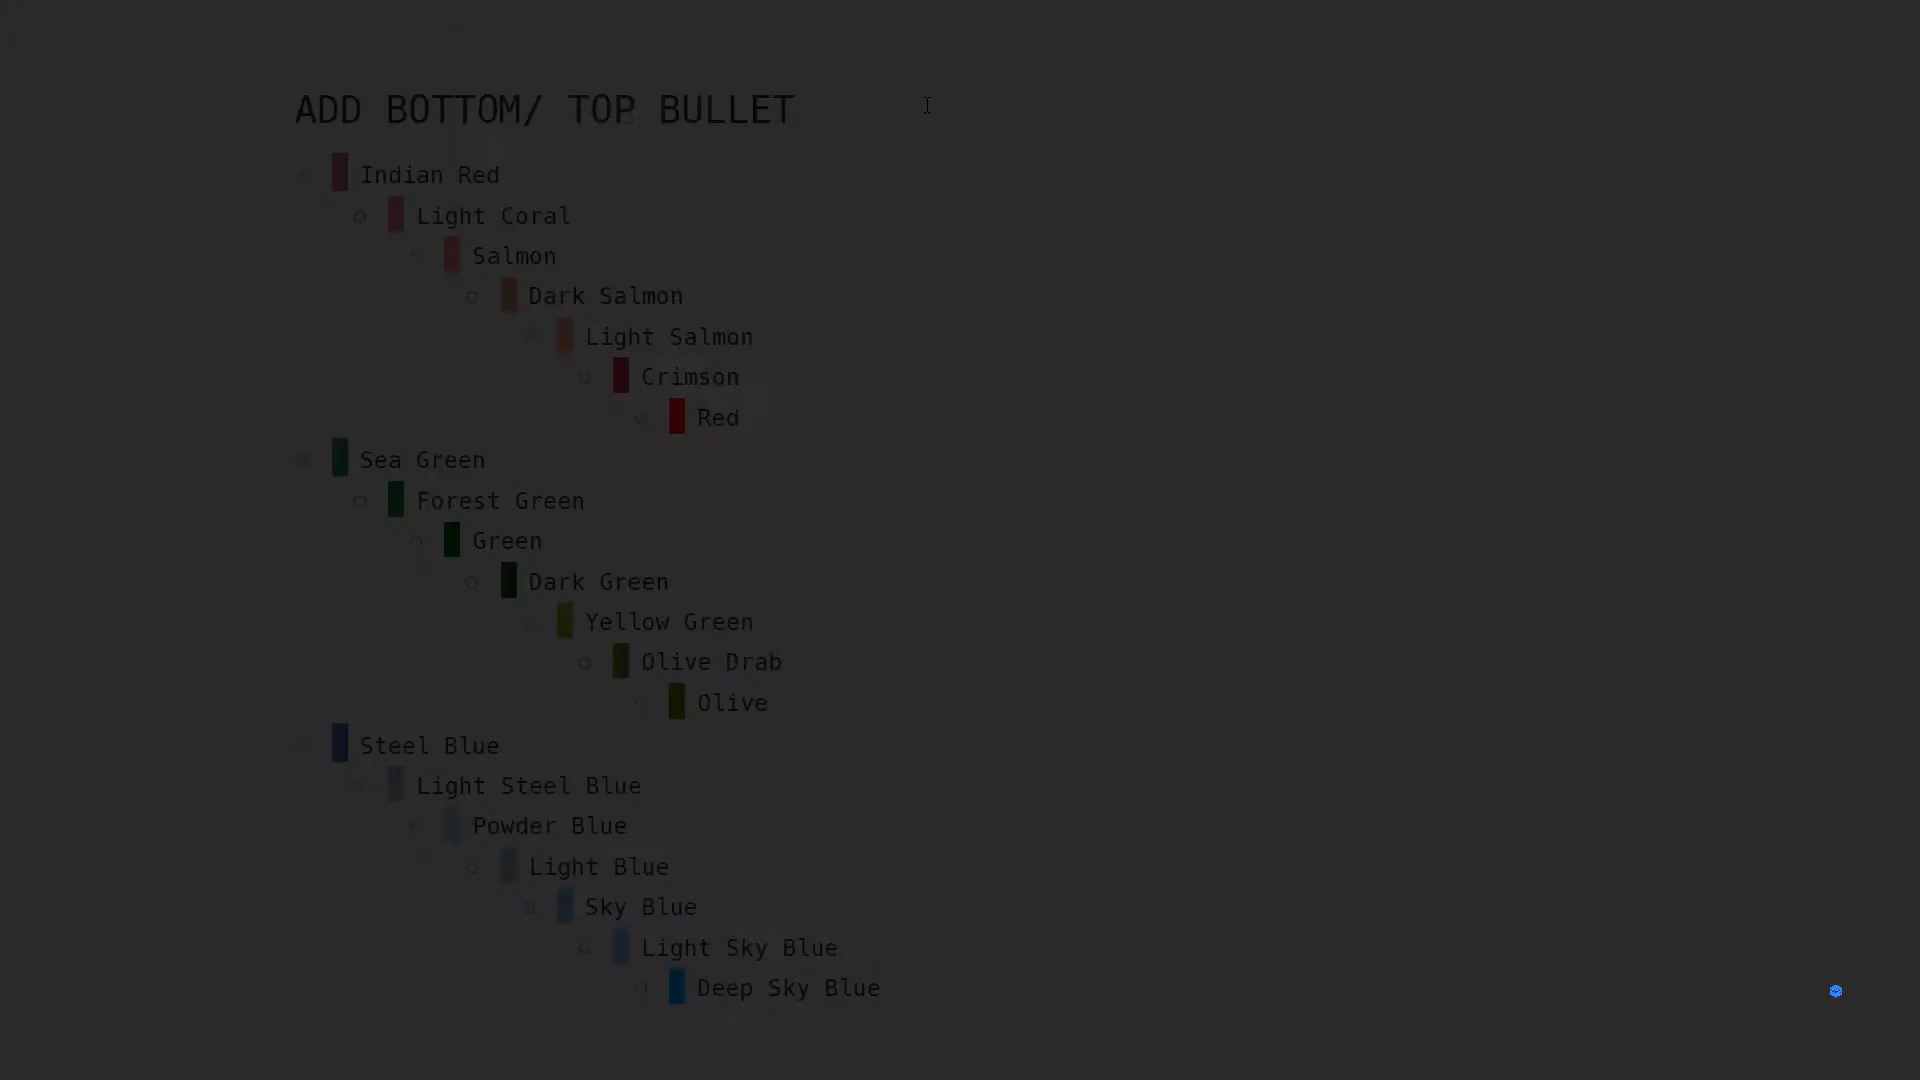 ADD BOTTOM/ TOP BULLET
Indian Red
Light Coral
Salmon
Dark Salmon
Light Salmon
Crimson
Red
Sea Green
Forest Green
Green
Dark Green
Yellow Green
Olive Drab
Olive
Steel Blue
Light Steel Blue
Powder Blue
Light Blue
Sky Blue
Light Sky Blue
Deep Sky Blue